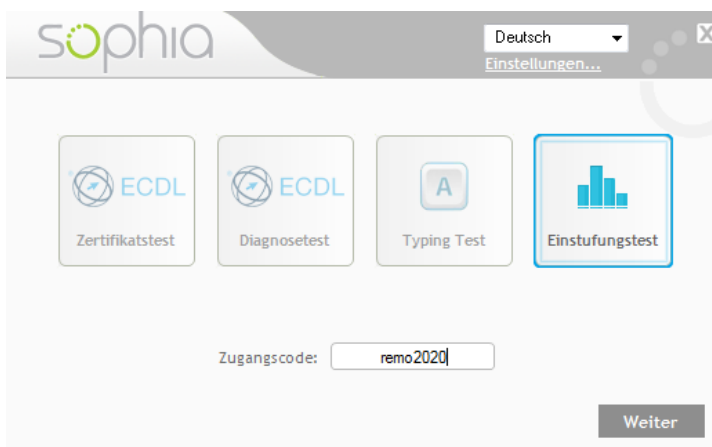 sophia
Deutsch
X
Einstellungen...
ECDL
Zertifikatstest
ECDL
Diagnosetest
A
Typing Test
Einstufungstest
Zugangscode: remo2020
Weiter